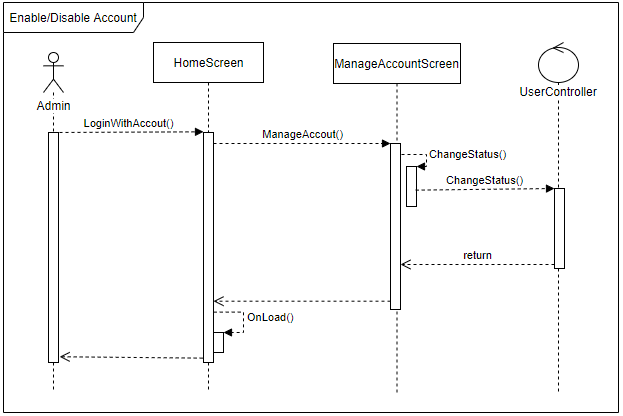 Enable/Disable Account
HomeScreen
ManageAccountScreen
UserController
Admin
LoginWithAccout()
ManageAccout()
ChangeStatus()
ChangeStatus()
return
OnLoad()